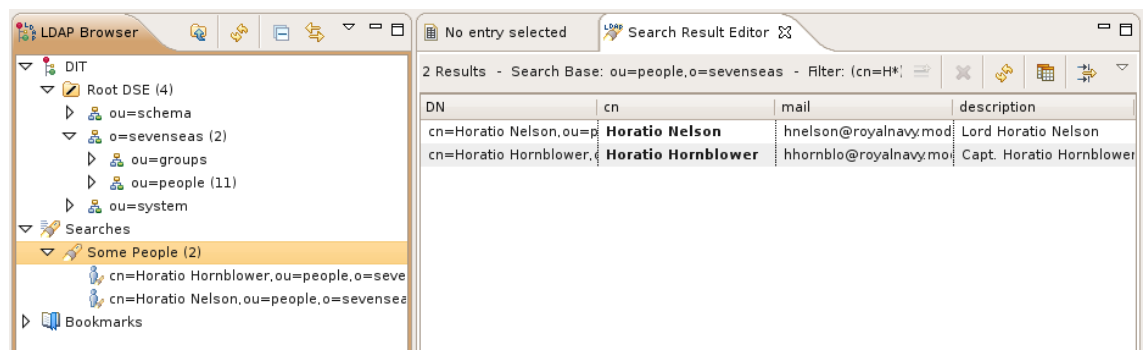 LDAP Browser
DIT
Root DSE (4)
ou=schema
o=sevenseas (2)
ou=groups
ou=people (11)
ou=system
Searches
Some People (2)
cn=Horatio Hornblower,ou=people,o=seve
cn=Horatio Nelson,ou=people,o=sevensea
Bookmarks
No entry selected
LDAP Search Result Editor
2 Results - Search Base: ou=people,o=sevenseas - Filter: (cn=H*
DN cn mail description
cn=Horatio Nelson,ou=p Horatio Nelson hnelson@royalnavy.mod Lord Horatio Nelson
cn=Horatio Hornblower, Horatio Hornblower hhornblo@royalnavy.mo Capt. Horatio Hornblower